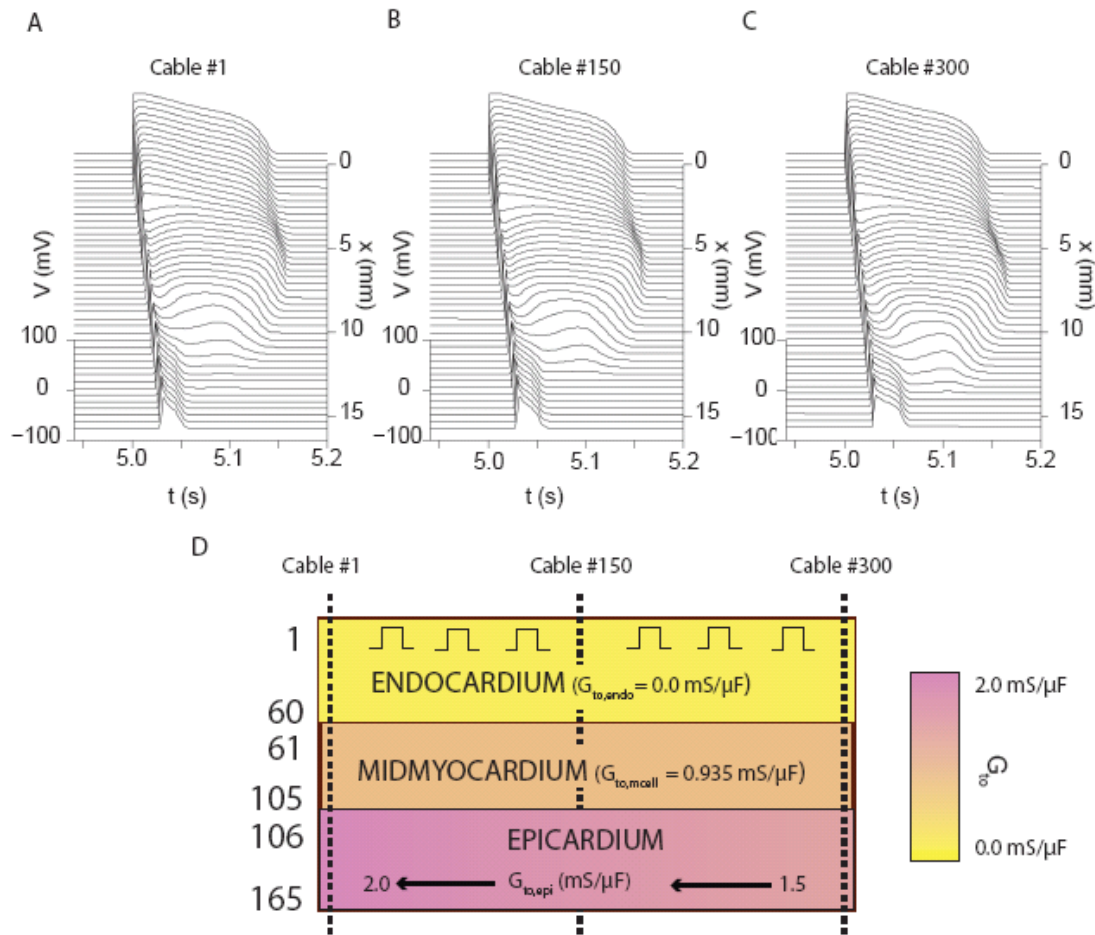 A
B
C
Cable #1
Cable #150
Cable #300
V (mV)
100
0
−100
0
5
10
15
x (mm)
5.0 5.1 5.2
t (s)
V (mV)
100
0
−100
0
5
10
15
x (mm)
5.0 5.1 5.2
t (s)
V (mV)
100
0
−100
0
5
10
15
x (mm)
5.0 5.1 5.2
t (s)
D
Cable #1
Cable #150
Cable #300
1
60
61
105
106
165
ENDOCARDIUM (Gto,endo = 0.0 mS/µF)
MIDMYOCARDIUM (Gto,mcell = 0.935 mS/µF)
EPICARDIUM
2.0 Gto,epi (mS/µF) 1.5
2.0 mS/µF
Gto
0.0 mS/µF